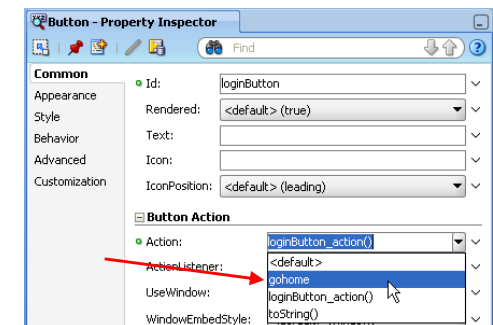 Button - Property Inspector
Find
Common
Appearance
Style
Behavior
Advanced
Customization
Id: loginButton
Rendered: <default> (true)
Text:
Icon:
IconPosition: <default> (leading)
Button Action
Action: loginButton_action()
ActionListener: <default>
gohome
UseWindow: loginButton_action()
WindowEmbedStyle: toString()